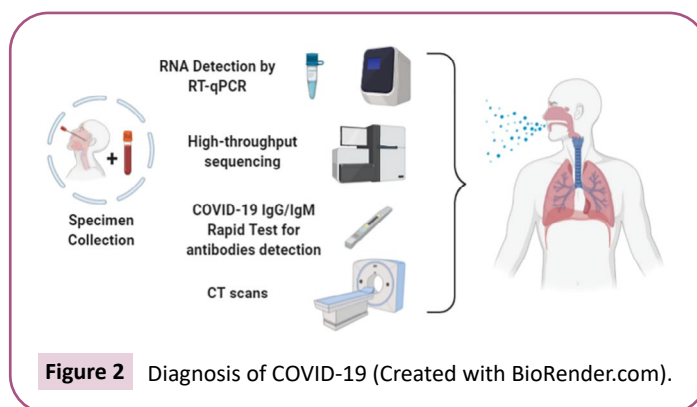 RNA Detection by
RT-qPCR
High-throughput
sequencing
+
Specimen
Collection
COVID-19 IgG/IgM
Rapid Test for
antibodies detection
CT scans
Figure 2 Diagnosis of COVID-19 (Created with BioRender.com).